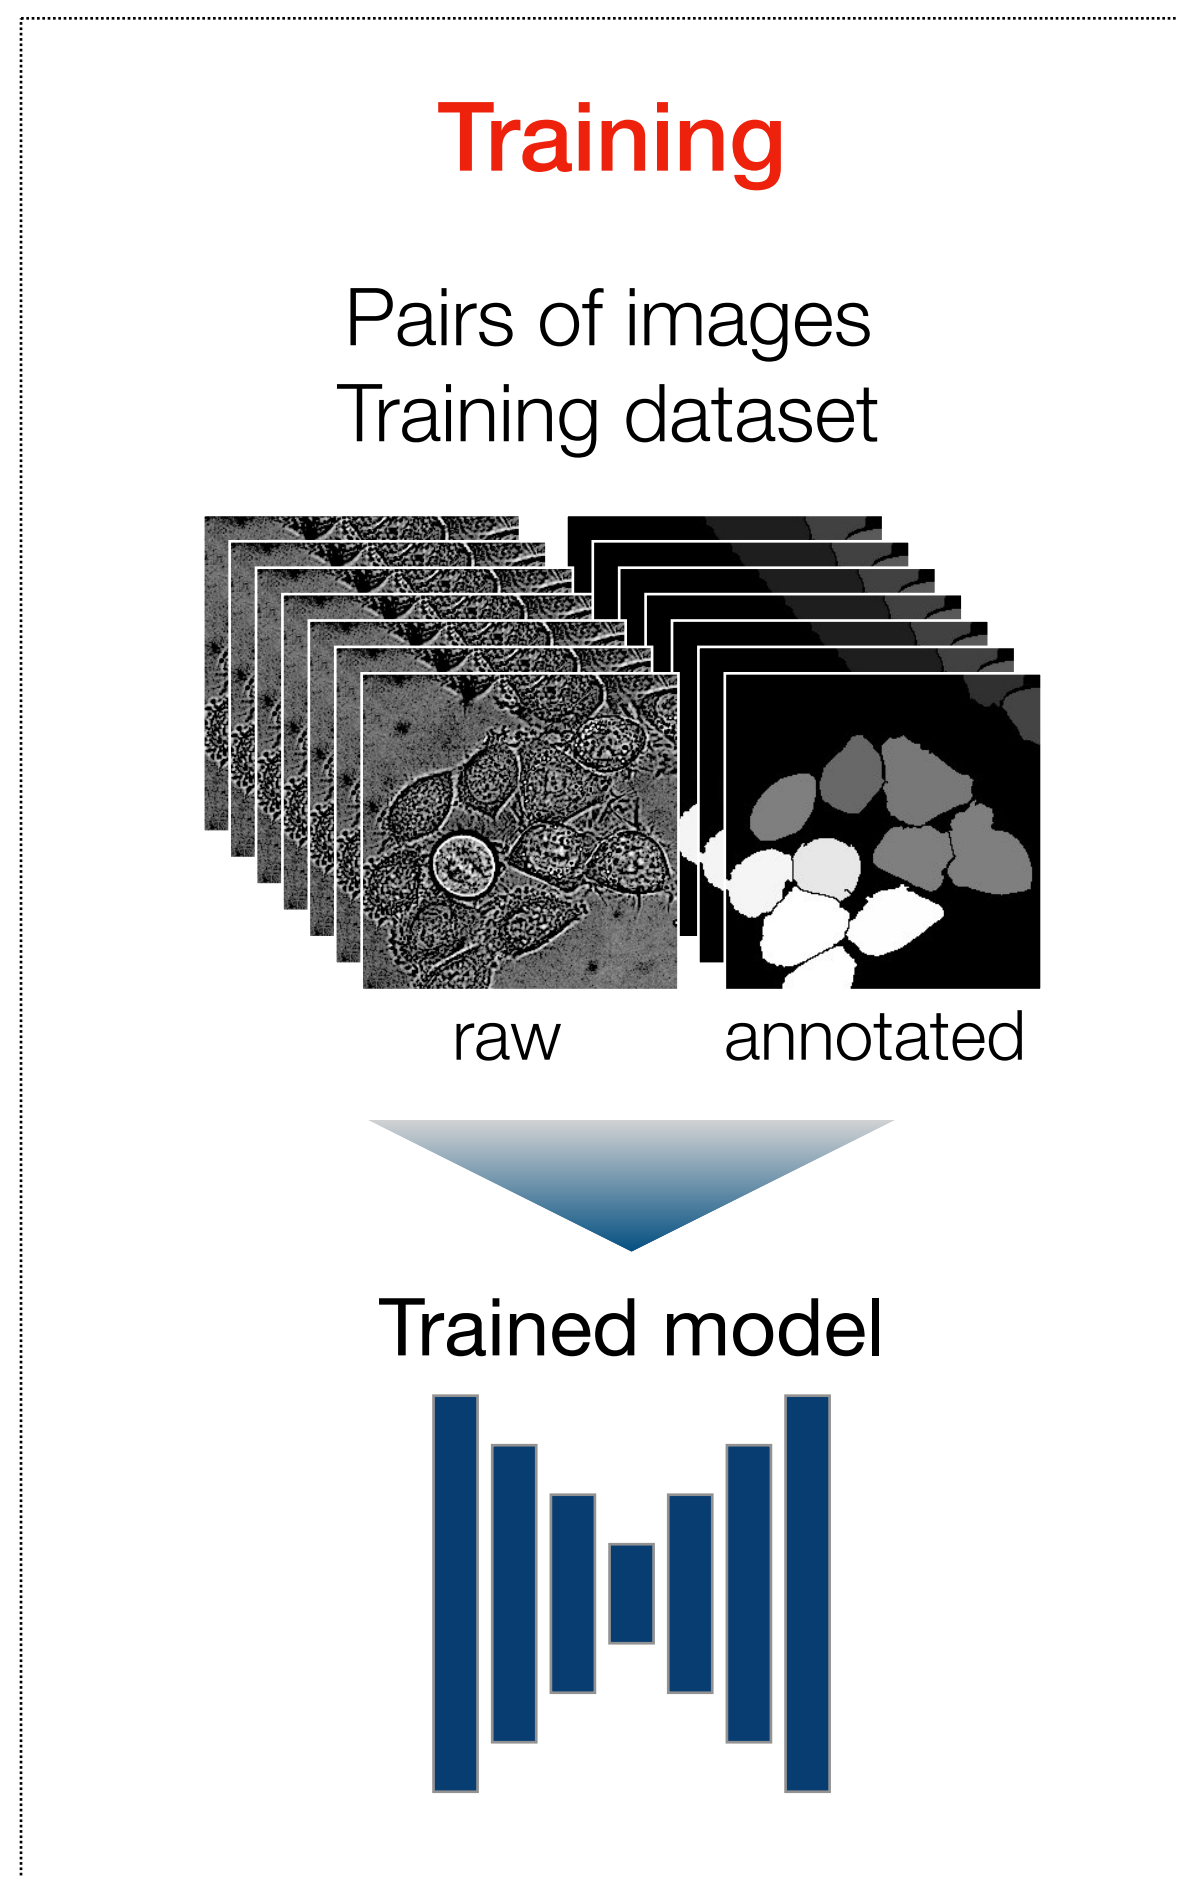 Training
Pairs of images
Training dataset
raw
annotated
Trained model